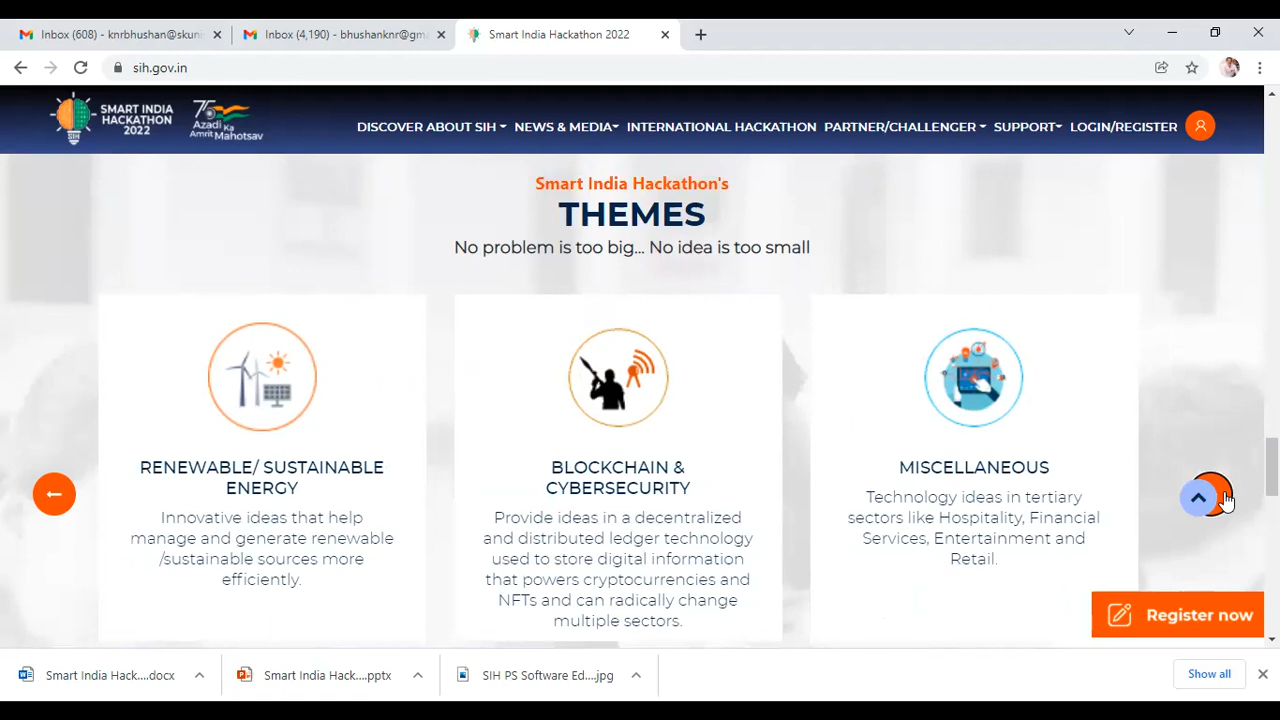 Inbox (608) - knrbhushan@skuni
Inbox (4,190) - bhushanknr@gma
Smart India Hackathon 2022
sih.gov.in
SMART INDIA
HACKATHON
2022
SIH
75
Azadi Ka
Amrit Mahotsav
DISCOVER ABOUT SIH
NEWS & MEDIA
INTERNATIONAL HACKATHON
PARTNER/CHALLENGER
SUPPORT
LOGIN/REGISTER
Smart India Hackathon's
THEMES
No problem is too big... No idea is too small
RENEWABLE/ SUSTAINABLE
ENERGY
Innovative ideas that help
manage and generate renewable
/sustainable sources more
efficiently.
BLOCKCHAIN &
CYBERSECURITY
Provide ideas in a decentralized
and distributed ledger technology
used to store digital information
that powers cryptocurrencies and
NFTs and can radically change
multiple sectors.
MISCELLANEOUS
Technology ideas in tertiary
sectors like Hospitality, Financial
Services, Entertainment and
Retail.
Register now
Smart India Hack....docx
Smart India Hack....pptx
SIH PS Software Ed....jpg
Show all